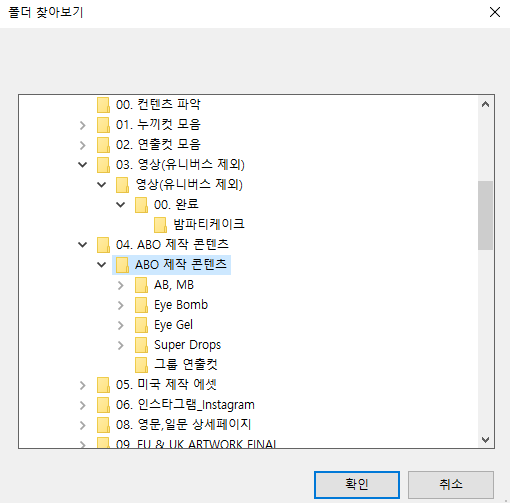 폴더 찾아보기
00. 컨텐츠 파악
01. 누끼컷 모음
02. 연출컷 모음
03. 영상(유니버스 제외)
영상(유니버스 제외)
00. 완료
밤파티케이크
04. ABO 제작 콘텐츠
ABO 제작 콘텐츠
AB, MB
Eye Bomb
Eye Gel
Super Drops
그룹 연출컷
05. 미국 제작 에셋
06. 인스타그램_Instagram
08. 영문,일문 상세페이지
09. EU & UK ARTWORK FINAL
확인
취소